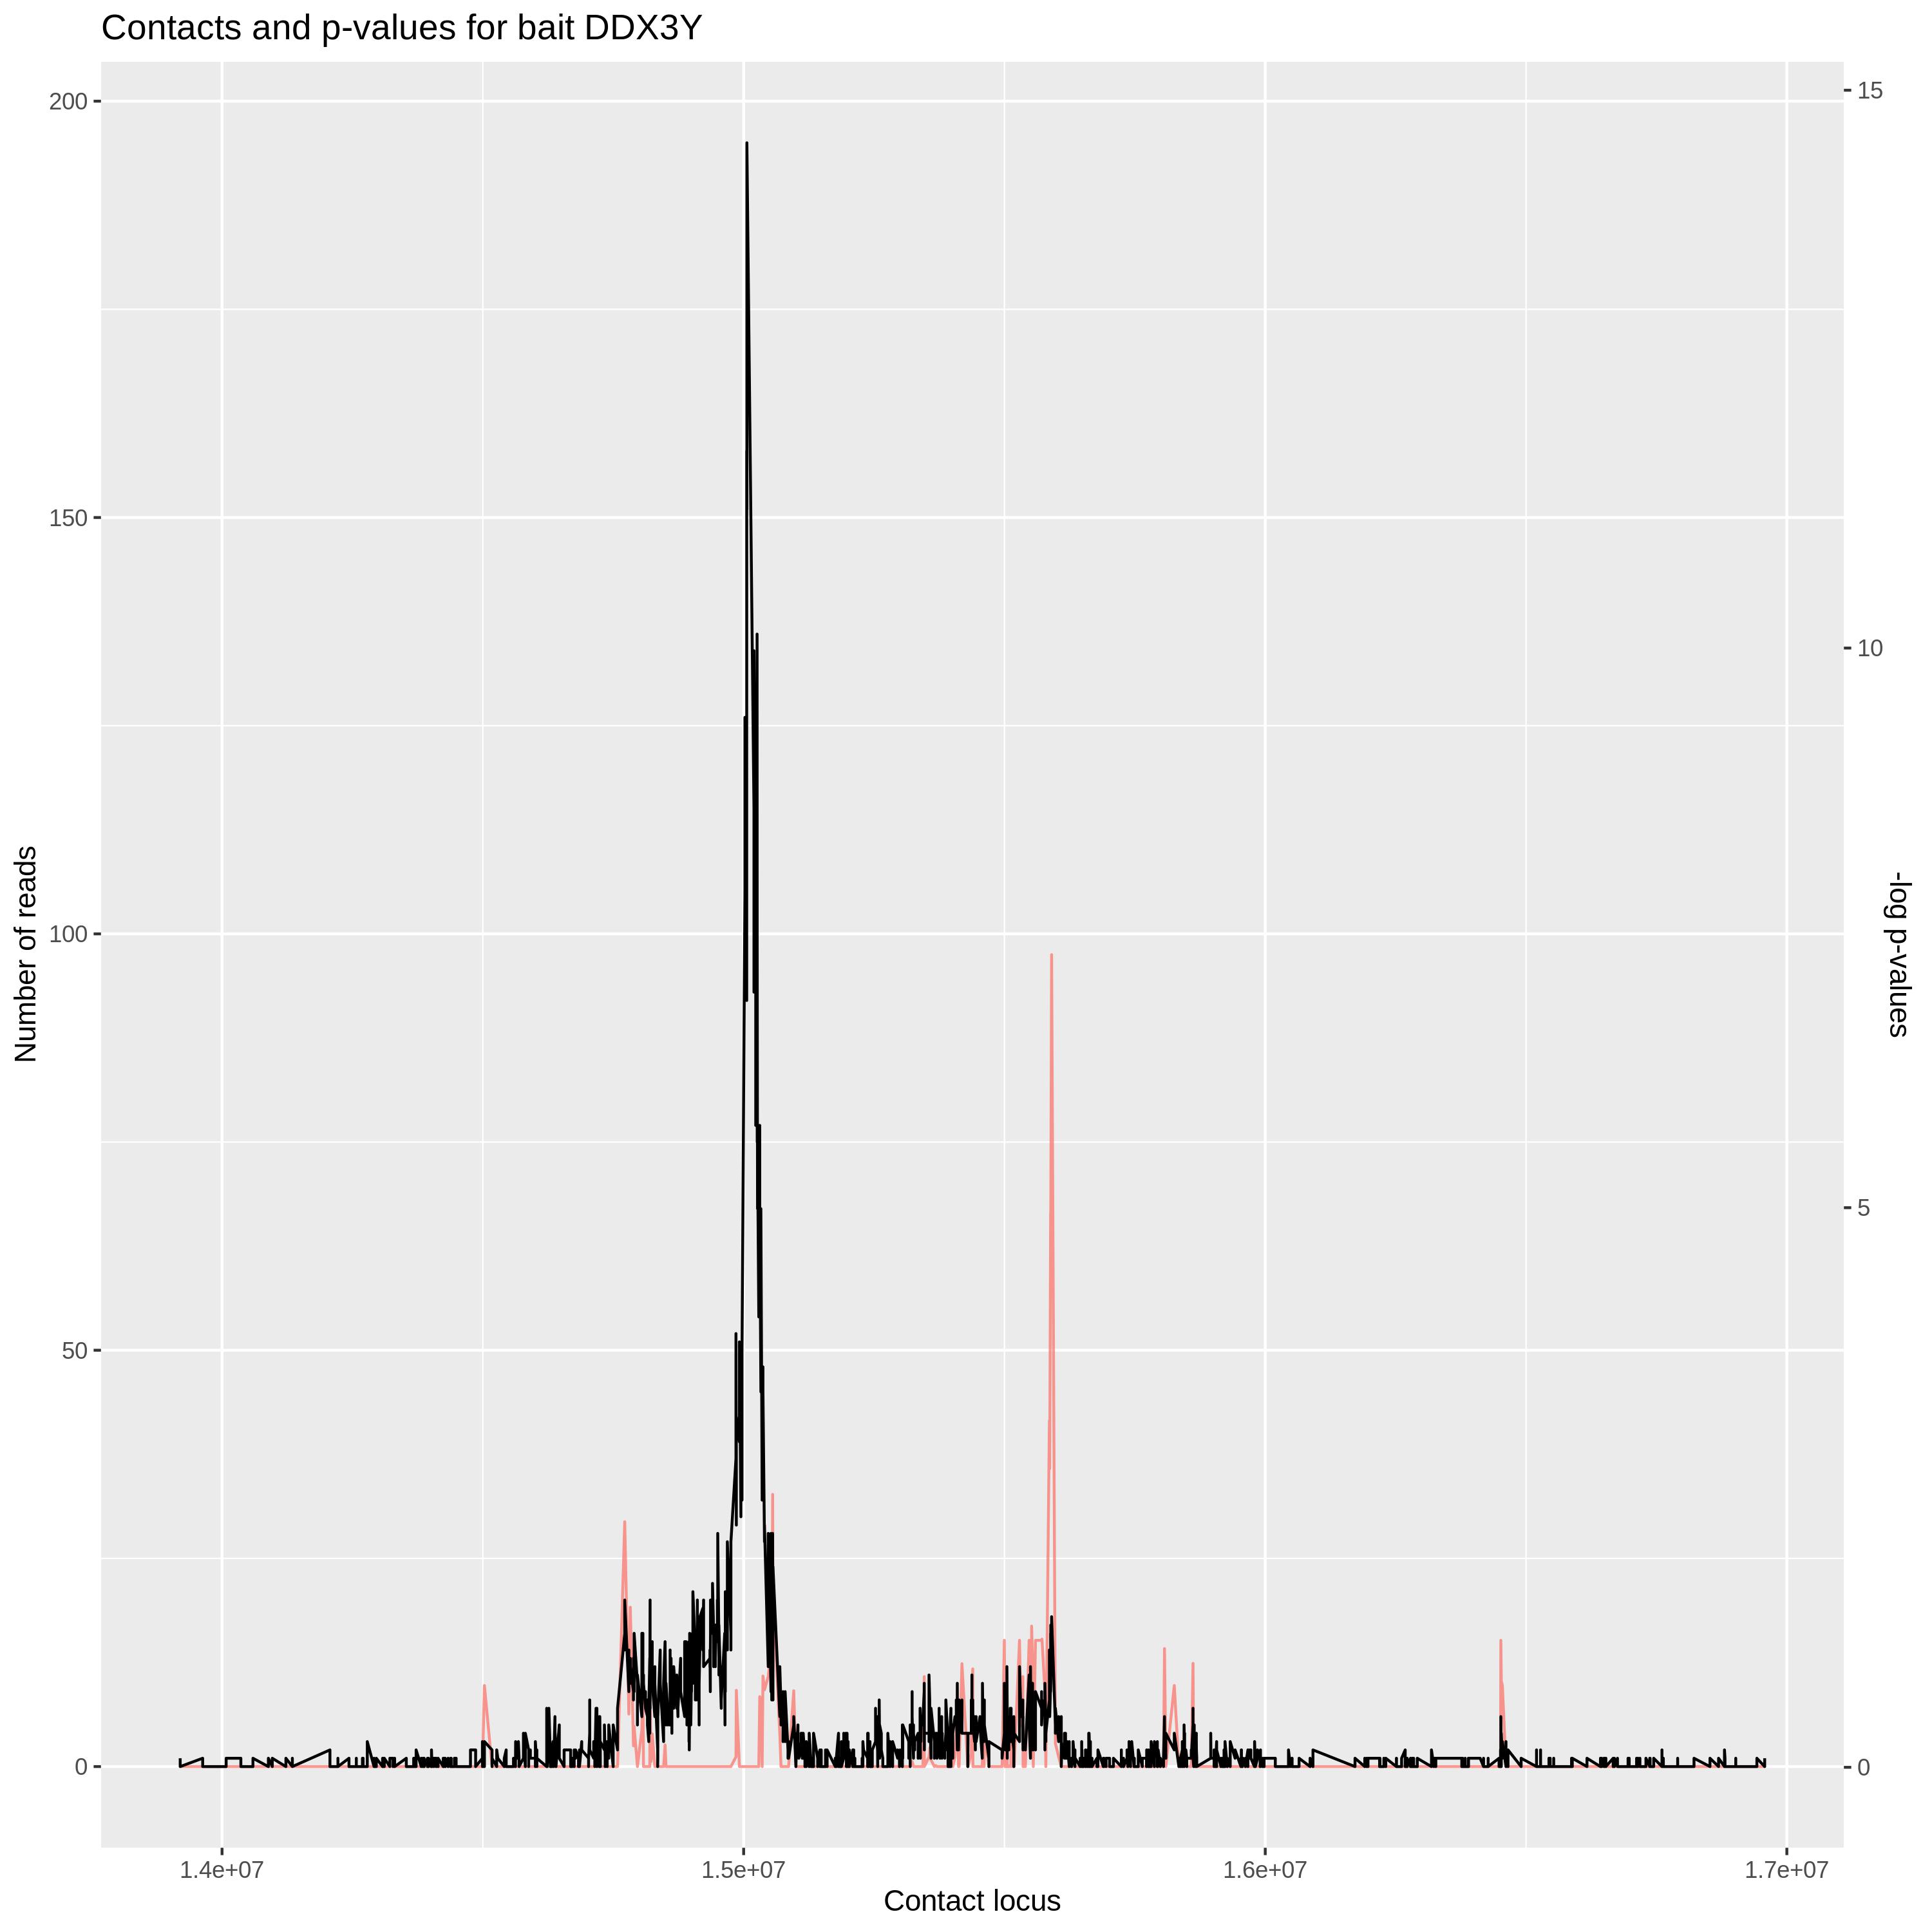 Contacts and p-values for bait DDX3Y
200
150
100
50
0
15
10
5
0
Number of reads
-log p-values
1.4e+07 1.5e+07 1.6e+07 1.7e+07
Contact locus